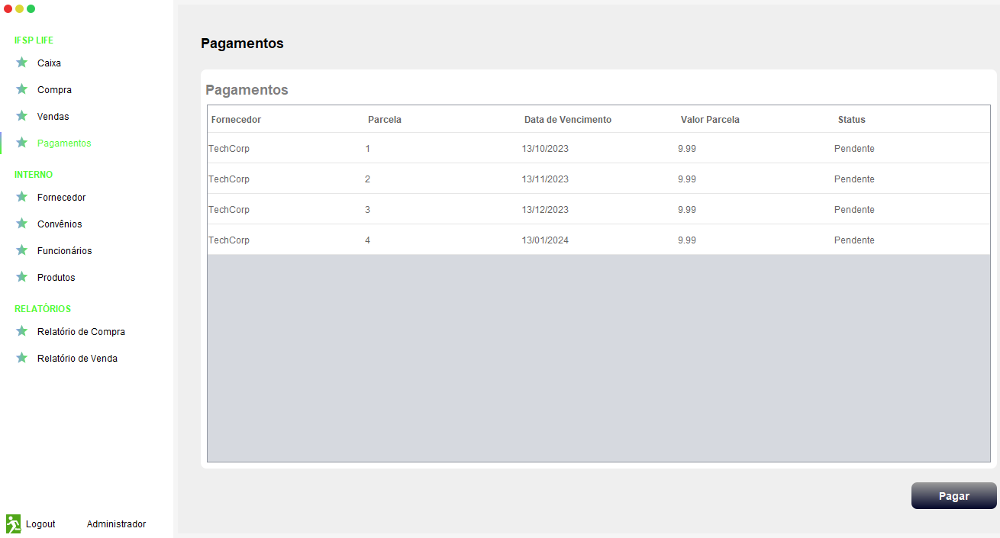 IFSP LIFE
Caixa
Compra
Vendas
Pagamentos
INTERNO
Fornecedor
Convênios
Funcionários
Produtos
RELATÓRIOS
Relatório de Compra
Relatório de Venda
Logout Administrador
Pagamentos
Pagamentos
Fornecedor Parcela Data de Vencimento Valor Parcela Status
TechCorp 1 13/10/2023 9.99 Pendente
TechCorp 2 13/11/2023 9.99 Pendente
TechCorp 3 13/12/2023 9.99 Pendente
TechCorp 4 13/01/2024 9.99 Pendente
Pagar